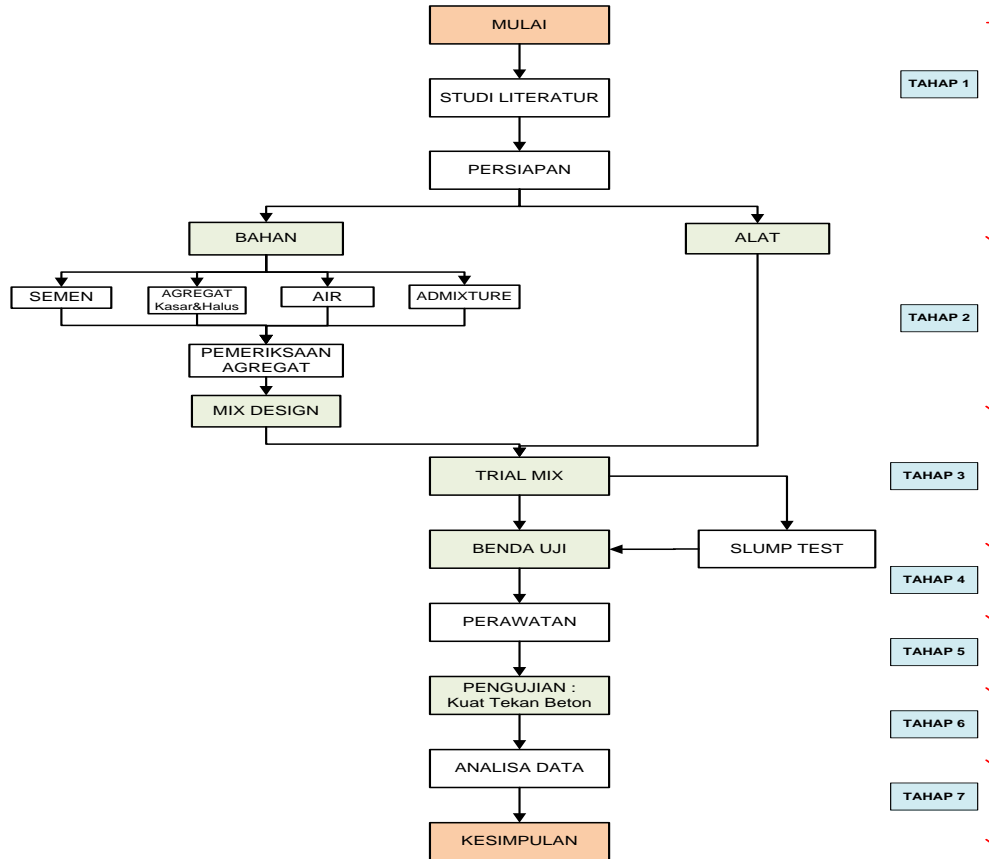 MULAI
TAHAP 1
STUDI LITERATUR
PERSIAPAN
BAHAN
ALAT
SEMEN
AGREGAT
Kasar&Halus
AIR
ADMIXTURE
TAHAP 2
PEMERIKSAAN
AGREGAT
MIX DESIGN
TRIAL MIX
TAHAP 3
BENDA UJI
SLUMP TEST
TAHAP 4
PERAWATAN
TAHAP 5
PENGUJIAN :
Kuat Tekan Beton
TAHAP 6
ANALISA DATA
TAHAP 7
KESIMPULAN